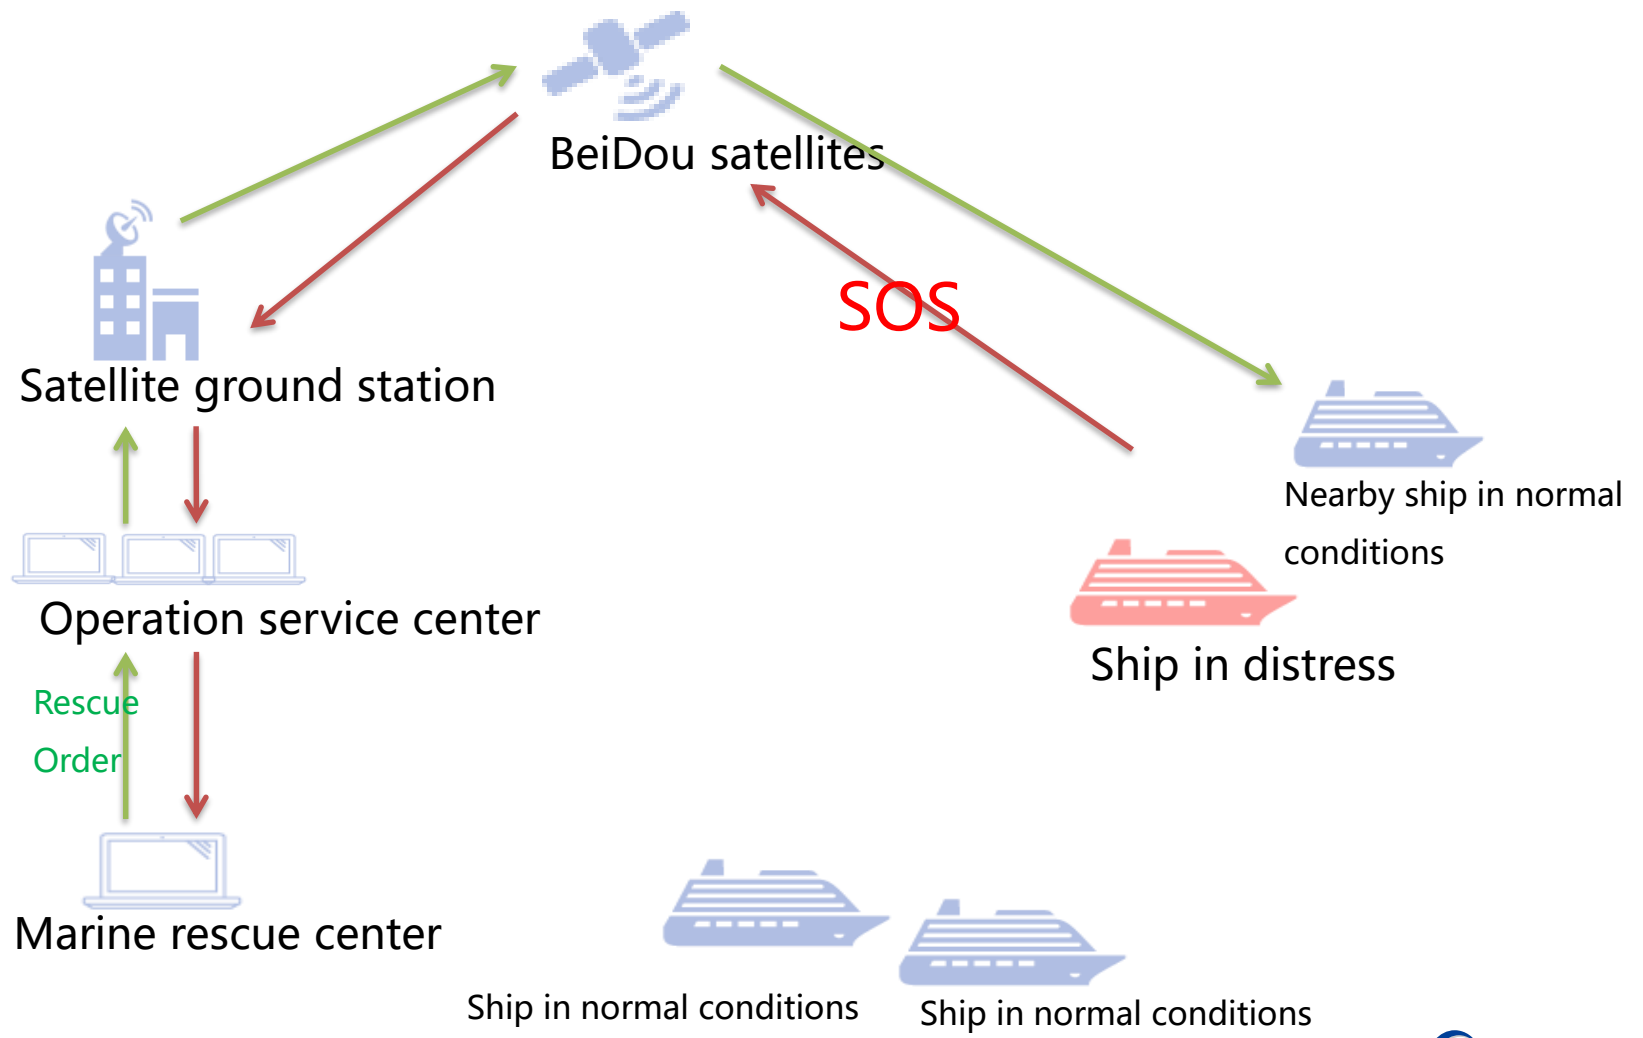 BeiDou satellites
SOS
Satellite ground station
Nearby ship in normal
conditions
Operation service center
Ship in distress
Rescue
Order
Marine rescue center
Ship in normal conditions
Ship in normal conditions